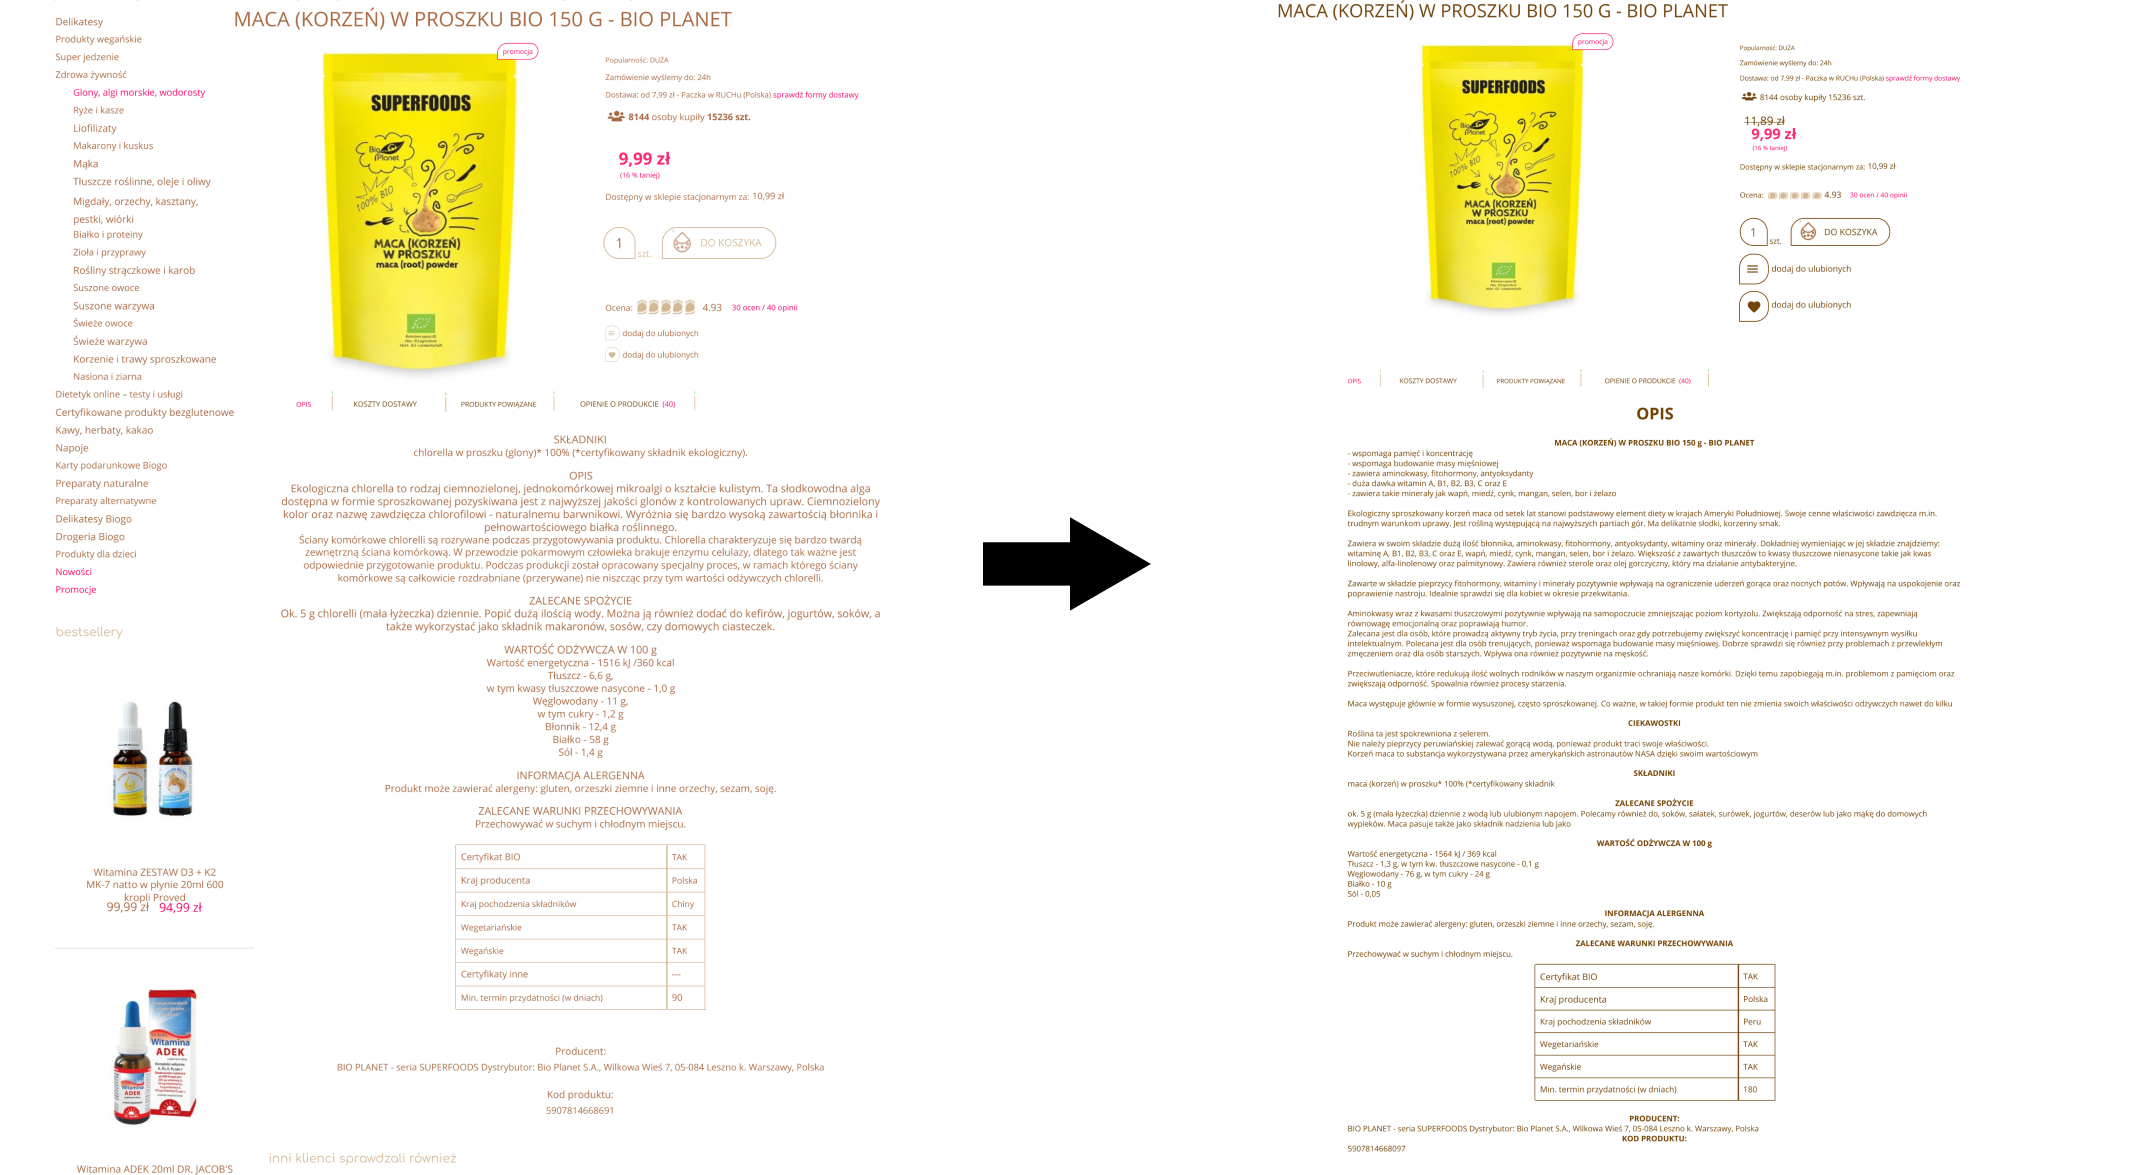 MACA (KORZEŃ) W PROSZKU BIO 150 G - BIO PLANET
Delikatesy
Produkty wegańskie
Super jedzenie
Zdrowa żywność
Glony, algi morskie, wodorosty
Ryże i kasze
Liofilizaty
Makarony i kuskus
Mąka
Tłuszcze roślinne, oleje i oliwy
Migdały, orzechy, kasztany,
pestki, wiórki
Białko i proteiny
Zioła i przyprawy
Rośliny strączkowe i karob
Suszone owoce
Suszone warzywa
Świeże owoce
Świeże warzywa
Korzenie i trawy sproszkowane
Nasiona i ziarna
Dietetyk online – testy i usługi
Certyfikowane produkty bezglutenowe
Kawy, herbaty, kakao
Napoje
Karty podarunkowe Biogo
Preparaty naturalne
Preparaty alternatywne
Delikatesy Biogo
Drogeria Biogo
Produkty dla dzieci
Nowości
Promocje
bestsellery
Witamina ZESTAW D3 + K2
MK-7 natto w płynie 20ml 600
kropli Proved
99,99 zł 94,99 zł
Witamina
ADEK
Witamina ADEK 20ml DR. JACOB'S
promocja
SUPERFOODS
Bio
Planet
100% BIO
MACA (KORZEŃ)
W PROSZKU
maca (root) powder
Popularność: DUŻA
Zamówienie wyślemy do: 24h
Dostawa: od 7,99 zł - Paczka w RUCHu (Polska) sprawdź formy dostawy
8144 osoby kupiły 15236 szt.
9,99 zł
(16 % taniej)
Dostępny w sklepie stacjonarnym za: 10,99 zł
1 szt. DO KOSZYKA
Ocena: 4.93 30 ocen / 40 opinii
dodaj do ulubionych
dodaj do ulubionych
OPIS KOSZTY DOSTAWY PRODUKTY POWIĄZANE OPIENIE O PRODUKCIE (40)
SKŁADNIKI
chlorella w proszku (glony)* 100% (*certyfikowany składnik ekologiczny).
OPIS
Ekologiczna chlorella to rodzaj ciemnozielonej, jednokomórkowej mikroalgi o kształcie kulistym. Ta słodkowodna alga
dostępna w formie sproszkowanej pozyskiwana jest z najwyższej jakości glonów z kontrolowanych upraw. Ciemnozielony
kolor oraz nazwę zawdzięcza chlorofilowi - naturalnemu barwnikowi. Wyróżnia się bardzo wysoką zawartością błonnika i
pełnowartościowego białka roślinnego.
Ściany komórkowe chlorelli są rozrywane podczas przygotowywania produktu. Chlorella charakteryzuje się bardzo twardą
zewnętrzną ściana komórkową. W przewodzie pokarmowym człowieka brakuje enzymu celulazy, dlatego tak ważne jest
odpowiednie przygotowanie produktu. Podczas produkcji został opracowany specjalny proces, w ramach którego ściany
komórkowe są całkowicie rozdrabniane (przerywane) nie niszcząc przy tym wartości odżywczych chlorelli.
ZALECANE SPOŻYCIE
Ok. 5 g chlorelli (mała łyżeczka) dziennie. Popić dużą ilością wody. Można ją również dodać do kefirów, jogurtów, soków, a
także wykorzystać jako składnik makaronów, sosów, czy domowych ciasteczek.
WARTOŚĆ ODŻYWCZA W 100 g
Wartość energetyczna - 1516 kJ /360 kcal
Tłuszcz - 6,6 g,
w tym kwasy tłuszczowe nasycone - 1,0 g
Węglowodany - 11 g,
w tym cukry - 1,2 g
Błonnik - 12,4 g
Białko - 58 g
Sól - 1,4 g
INFORMACJA ALERGENNA
Produkt może zawierać alergeny: gluten, orzeszki ziemne i inne orzechy, sezam, soję.
ZALECANE WARUNKI PRZECHOWYWANIA
Przechowywać w suchym i chłodnym miejscu.
Certyfikat BIO TAK
Kraj producenta Polska
Kraj pochodzenia składników Chiny
Wegetariańskie TAK
Wegańskie TAK
Certyfikaty inne ---
Min. termin przydatności (w dniach) 90
Producent:
BIO PLANET - seria SUPERFOODS Dystrybutor: Bio Planet S.A., Wilkowa Wieś 7, 05-084 Leszno k. Warszawy, Polska
Kod produktu:
5907814668691
inni klienci sprawdzali również
MACA (KORZEŃ) W PROSZKU BIO 150 G - BIO PLANET
promocja
SUPERFOODS
Bio
Planet
100% BIO
MACA (KORZEŃ)
W PROSZKU
maca (root) powder
Popularność: DUŻA
Zamówienie wyślemy do: 24h
Dostawa: od 7,99 zł - Paczka w RUCHu (Polska) sprawdź formy dostawy
8144 osoby kupiły 15236 szt.
11,89 zł
9,99 zł
(16 % taniej)
Dostępny w sklepie stacjonarnym za: 10,99 zł
Ocena: 4.93 30 ocen / 40 opinii
1 szt. DO KOSZYKA
dodaj do ulubionych
dodaj do ulubionych
OPIS KOSZTY DOSTAWY PRODUKTY POWIĄZANE OPIENIE O PRODUKCIE (40)
OPIS
MACA (KORZEŃ) W PROSZKU BIO 150 g - BIO PLANET
- wspomaga pamięć i koncentrację
- wspomaga budowanie masy mięśniowej
- zawiera aminokwasy, fitohormony, antyoksydanty
- duża dawka witamin A, B1, B2, B3, C oraz E
- zawiera takie minerały jak wapń, miedź, cynk, mangan, selen, bor i żelazo
Ekologiczny sproszkowany korzeń maca od setek lat stanowi podstawowy element diety w krajach Ameryki Południowej. Swoje cenne właściwości zawdzięcza m.in.
trudnym warunkom uprawy. Jest rośliną występującą na najwyższych partiach gór. Ma delikatnie słodki, korzenny smak.
Zawiera w swoim składzie dużą ilość błonnika, aminokwasy, fitohormony, antyoksydanty, witaminy oraz minerały. Dokładniej wymieniając w jej składzie znajdziemy:
witaminę A, B1, B2, B3, C oraz E, wapń, miedź, cynk, mangan, selen, bor i żelazo. Większość z zawartych tłuszczów to kwasy tłuszczowe nienasycone takie jak kwas
linolowy, alfa-linolenowy oraz palmitynowy. Zawiera również sterole oraz olej gorczyczny, który ma działanie antybakteryjne.
Zawarte w składzie pieprzycy fitohormony, witaminy i minerały pozytywnie wpływają na ograniczenie uderzeń gorąca oraz nocnych potów. Wpływają na uspokojenie oraz
poprawienie nastroju. Idealnie sprawdzi się dla kobiet w okresie przekwitania.
Aminokwasy wraz z kwasami tłuszczowymi pozytywnie wpływają na samopoczucie zmniejszając poziom kortyzolu. Zwiększają odporność na stres, zapewniają
równowagę emocjonalną oraz poprawiają humor.
Zalecana jest dla osób, które prowadzą aktywny tryb życia, przy treningach oraz gdy potrzebujemy zwiększyć koncentrację i pamięć przy intensywnym wysiłku
intelektualnym. Polecana jest dla osób trenujących, ponieważ wspomaga budowanie masy mięśniowej. Dobrze sprawdzi się również przy problemach z przewlekłym
zmęczeniem oraz dla osób starszych. Wpływa ona również pozytywnie na męskość.
Przeciwutleniacze, które redukują ilość wolnych rodników w naszym organizmie ochraniają nasze komórki. Dzięki temu zapobiegają m.in. problemom z pamięciom oraz
zwiększają odporność. Spowalnia również procesy starzenia.
Maca występuje głównie w formie wysuszonej, często sproszkowanej. Co ważne, w takiej formie produkt ten nie zmienia swoich właściwości odżywczych nawet do kilku
CIEKAWOSTKI
Roślina ta jest spokrewniona z selerem.
Nie należy pieprzycy peruwiańskiej zalewać gorącą wodą, ponieważ produkt traci swoje właściwości.
Korzeń maca to substancja wykorzystywana przez amerykańskich astronautów NASA dzięki swoim wartościowym
SKŁADNIKI
maca (korzeń) w proszku* 100% (*certyfikowany składnik
ZALECANE SPOŻYCIE
ok. 5 g (mała łyżeczka) dziennie z wodą lub ulubionym napojem. Polecamy również do, soków, sałatek, surówek, jogurtów, deserów lub jako mąkę do domowych
wypieków. Maca pasuje także jako składnik nadzienia lub jako
WARTOŚĆ ODŻYWCZA W 100 g
Wartość energetyczna - 1564 kJ / 369 kcal
Tłuszcz - 1,3 g, w tym kw. tłuszczowe nasycone - 0,1 g
Węglowodany - 76 g, w tym cukry - 24 g
Białko - 10 g
Sól - 0,05
INFORMACJA ALERGENNA
Produkt może zawierać alergeny: gluten, orzeszki ziemne i inne orzechy, sezam, soję.
ZALECANE WARUNKI PRZECHOWYWANIA
Przechowywać w suchym i chłodnym miejscu.
Certyfikat BIO TAK
Kraj producenta Polska
Kraj pochodzenia składników Peru
Wegetariańskie TAK
Wegańskie TAK
Min. termin przydatności (w dniach) 180
PRODUCENT:
BIO PLANET - seria SUPERFOODS Dystrybutor: Bio Planet S.A., Wilkowa Wieś 7, 05-084 Leszno k. Warszawy, Polska
KOD PRODUKTU:
5907814668097